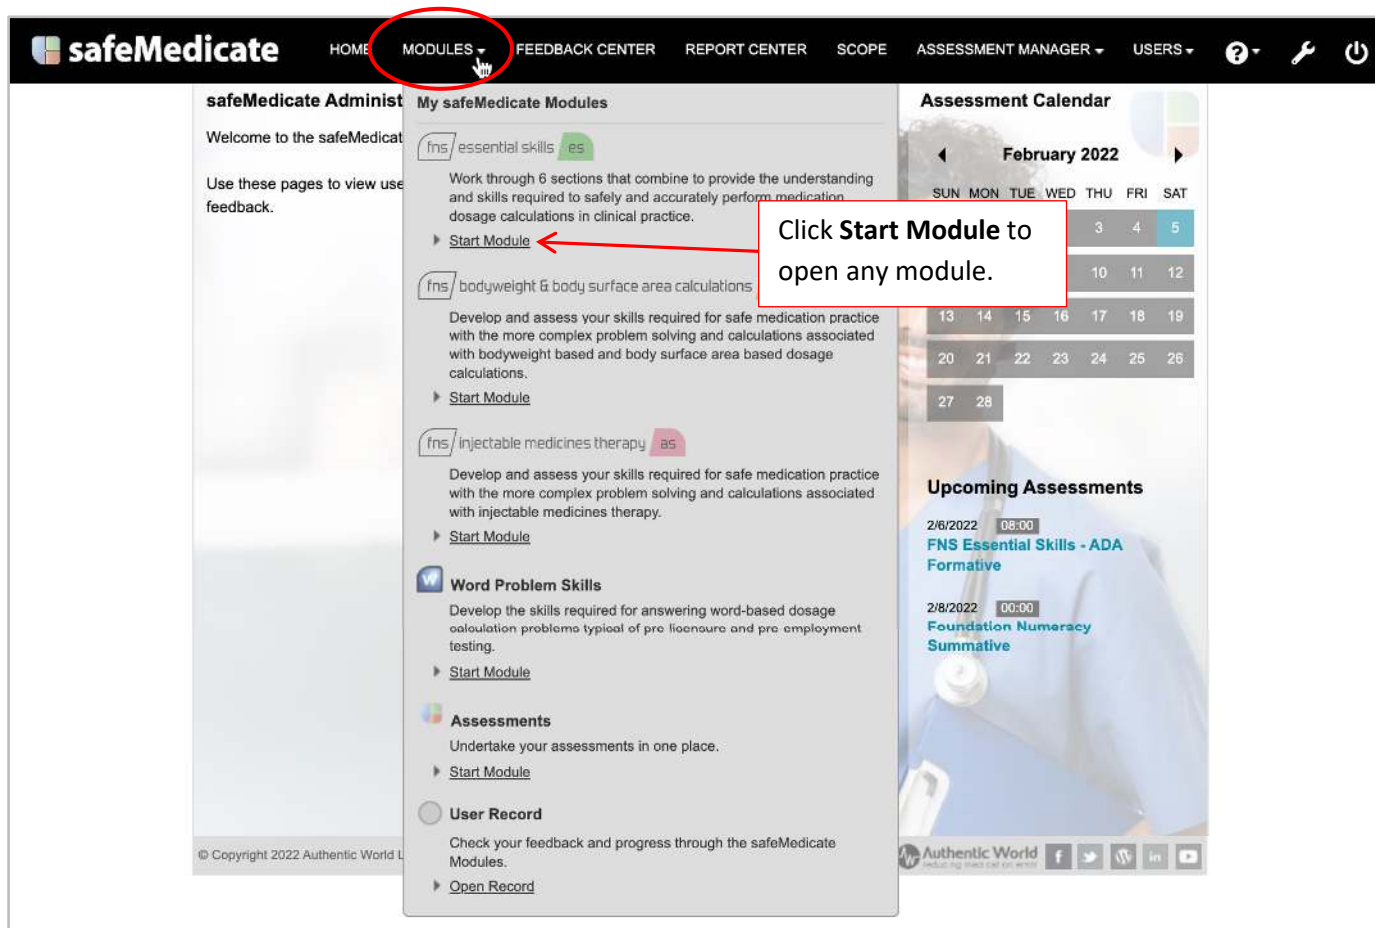 safeMedicate
HOME MODULES FEEDBACK CENTER REPORT CENTER SCOPE ASSESSMENT MANAGER USERS ?
safeMedicate Administ
Welcome to the safeMedicat
Use these pages to view use
feedback.
My safeMedicate Modules
fns essential skills es
Work through 6 sections that combine to provide the understanding
and skills required to safely and accurately perform medication
dosage calculations in clinical practice.
Start Module
fns bodyweight & body surface area calculations
Develop and assess your skills required for safe medication practice
with the more complex problem solving and calculations associated
with bodyweight based and body surface area based dosage
calculations.
Start Module
fns injectable medicines therapy as
Develop and assess your skills required for safe medication practice
with the more complex problem solving and calculations associated
with injectable medicines therapy.
Start Module
W Word Problem Skills
Develop the skills required for answering word-based dosage
calculation problems typical of pre licensure and pre employment
testing.
Start Module
Assessments
Undertake your assessments in one place.
Start Module
User Record
Check your feedback and progress through the safeMedicate
Modules.
Open Record
Click Start Module to
open any module.
Assessment Calendar
February 2022
SUN MON TUE WED THU FRI SAT
3 4 5
10 11 12
13 14 15 16 17 18 19
20 21 22 23 24 25 26
27 28
Upcoming Assessments
2/6/2022 08:00
FNS Essential Skills - ADA
Formative
2/8/2022 00:00
Foundation Numeracy
Summative
© Copyright 2022 Authentic World L
Authentic World